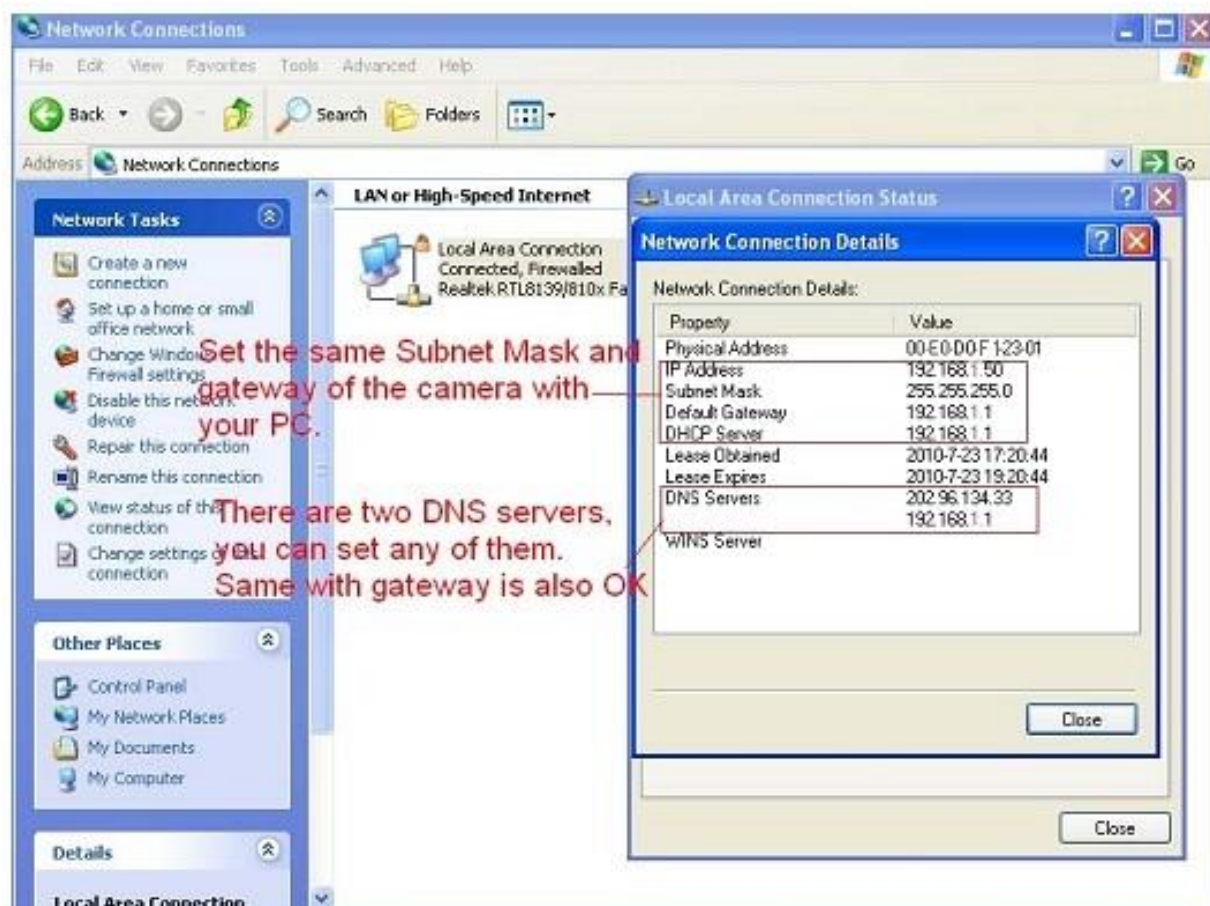 Network Connections
File Edit View Favorites Tools Advanced Help
Back Search Folders
Address Network Connections Go
Network Tasks
Create a new
connection
Set up a home or small
office network
Change Windows
Firewall settings
Disable this network
device
Repair this connection
Rename this connection
View status of this
connection
Change settings of this
connection
Other Places
Control Panel
My Network Places
My Documents
My Computer
Details
Local Area Connection
LAN or High-Speed Internet
Local Area Connection
Connected, Firewalled
Realtek RTL8139/810x Fa
Set the same Subnet Mask and
gateway of the camera with
your PC.
There are two DNS servers,
you can set any of them.
Same with gateway is also OK
Local Area Connection Status
Network Connection Details
Network Connection Details:
Property Value
Physical Address 00-E0-D0-F1-23-01
IP Address 192.168.1.50
Subnet Mask 255.255.255.0
Default Gateway 192.168.1.1
DHCP Server 192.168.1.1
Lease Obtained 2010-7-23 17:20:44
Lease Expires 2010-7-23 19:20:44
DNS Servers 202.96.134.33
192.168.1.1
WINS Server
Close
Close